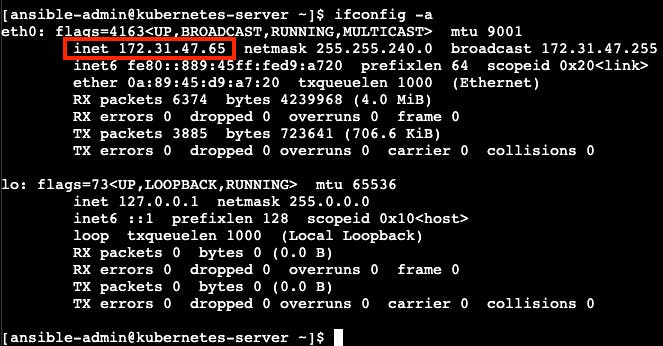 [ansible-admin@kubernetes-server ~]$ ifconfig -a
eth0: flags=4163<UP,BROADCAST,RUNNING,MULTICAST>  mtu 9001
        inet 172.31.47.65  netmask 255.255.240.0  broadcast 172.31.47.255
        inet6 fe80::889:45ff:fed9:a720  prefixlen 64  scopeid 0x20<link>
        ether 0a:89:45:d9:a7:20  txqueuelen 1000  (Ethernet)
        RX packets 6374  bytes 4239968 (4.0 MiB)
        RX errors 0  dropped 0  overruns 0  frame 0
        TX packets 3885  bytes 723641 (706.6 KiB)
        TX errors 0  dropped 0 overruns 0  carrier 0  collisions 0
lo: flags=73<UP,LOOPBACK,RUNNING>  mtu 65536
        inet 127.0.0.1  netmask 255.0.0.0
        inet6 ::1  prefixlen 128  scopeid 0x10<host>
        loop  txqueuelen 1000  (Local Loopback)
        RX packets 0  bytes 0 (0.0 B)
        RX errors 0  dropped 0  overruns 0  frame 0
        TX packets 0  bytes 0 (0.0 B)
        TX errors 0  dropped 0 overruns 0  carrier 0  collisions 0
[ansible-admin@kubernetes-server ~]$